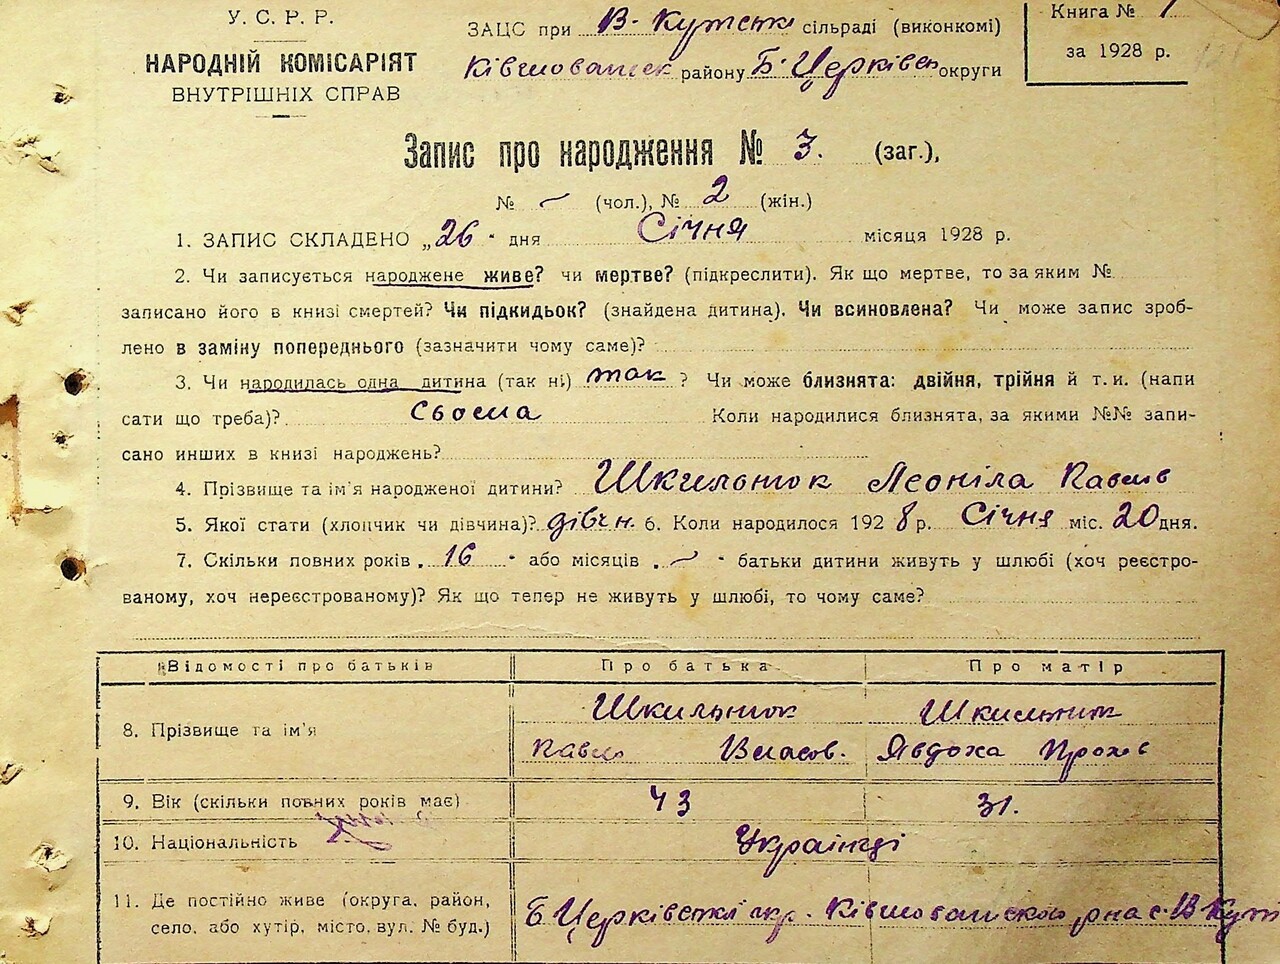 У. С. Р. Р.
НАРОДНІЙ КОМІСАРІЯТ
ВНУТРІШНІХ СПРАВ
ЗАЦС при В-Кутськ сільраді (виконкомі)
Ківшоватськ району Б-Церківськ округи
Книга № 1
за 1928 р.
Запис про народження № 3. (заг.),
№ – (чол.), № 2 (жін.)
1. ЗАПИС СКЛАДЕНО „26" дня Січня місяця 1928 р.
2. Чи записується народжене живе? чи мертве? (підкреслити). Як що мертве, то за яким №
записано його в книзі смертей? Чи підкидьок? (знайдена дитина). Чи всиновлена? Чи може запис зроб-
лено в заміну попереднього (зазначити чому саме)?
3. Чи народилась одна дитина (так ні) так ? Чи може близнята: двійня, трійня й т. и. (напи
сати що треба)? Сьома Коли народилися близнята, за якими №№ запи-
сано инших в книзі народжень?
4. Прізвище та ім'я народженої дитини? Шкильнюк Леоніла Павлів
5. Якої статі (хлопчик чи дівчина)? дівчн. 6. Коли народилося 1928 р. Січня міс. 20 дня.
7. Скільки повних років „16" або місяців „–" батьки дитини живуть у шлюбі (хоч реєстро-
ваному, хоч нереєстрованому)? Як що тепер не живуть у шлюбі, то чому саме?
Відомості про батьків Про батька Про матір
8. Прізвище та ім'я Шкильнюк Павло Власов. Шкильнюк Явдоха Прохів
9. Вік (скільки повних років має) 43 31.
10. Національність Українці
11. Де постійно живе (округа, район,
село, або хутір, місто, вул. № буд.) Б Церківської окр. Ківшоватского рна с. В Кут